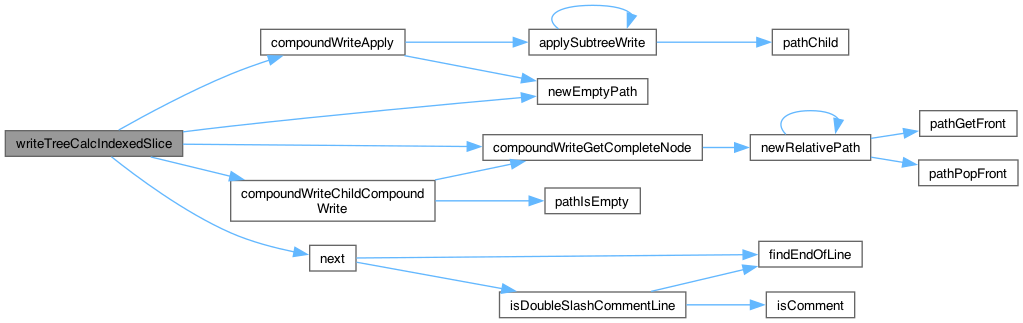 writeTreeCalcIndexedSlice
compoundWriteApply
applySubtreeWrite
pathChild
newEmptyPath
compoundWriteGetCompleteNode
newRelativePath
pathGetFront
pathPopFront
compoundWriteChildCompound
Write
pathIsEmpty
next
findEndOfLine
isDoubleSlashCommentLine
isComment